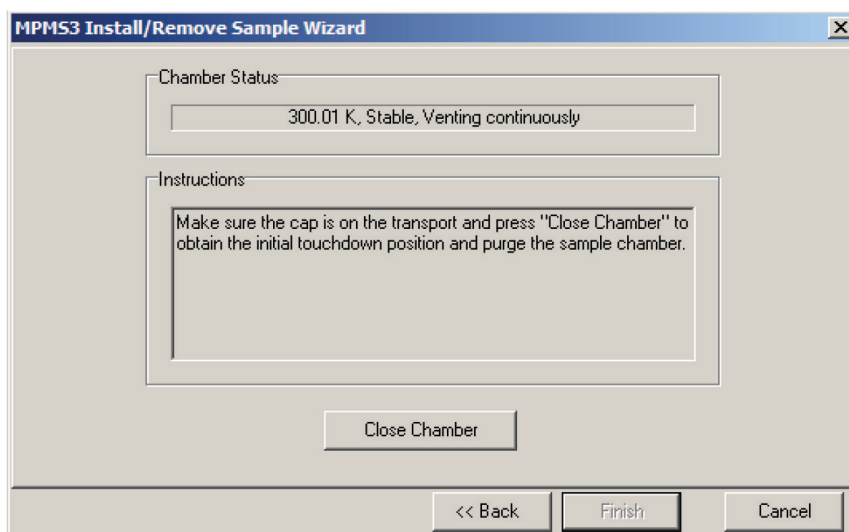 MPMS3 Install/Remove Sample Wizard
Chamber Status
300.01 K, Stable, Venting continuously
Instructions
Make sure the cap is on the transport and press "Close Chamber" to
obtain the initial touchdown position and purge the sample chamber.
Close Chamber
<< Back
Finish
Cancel